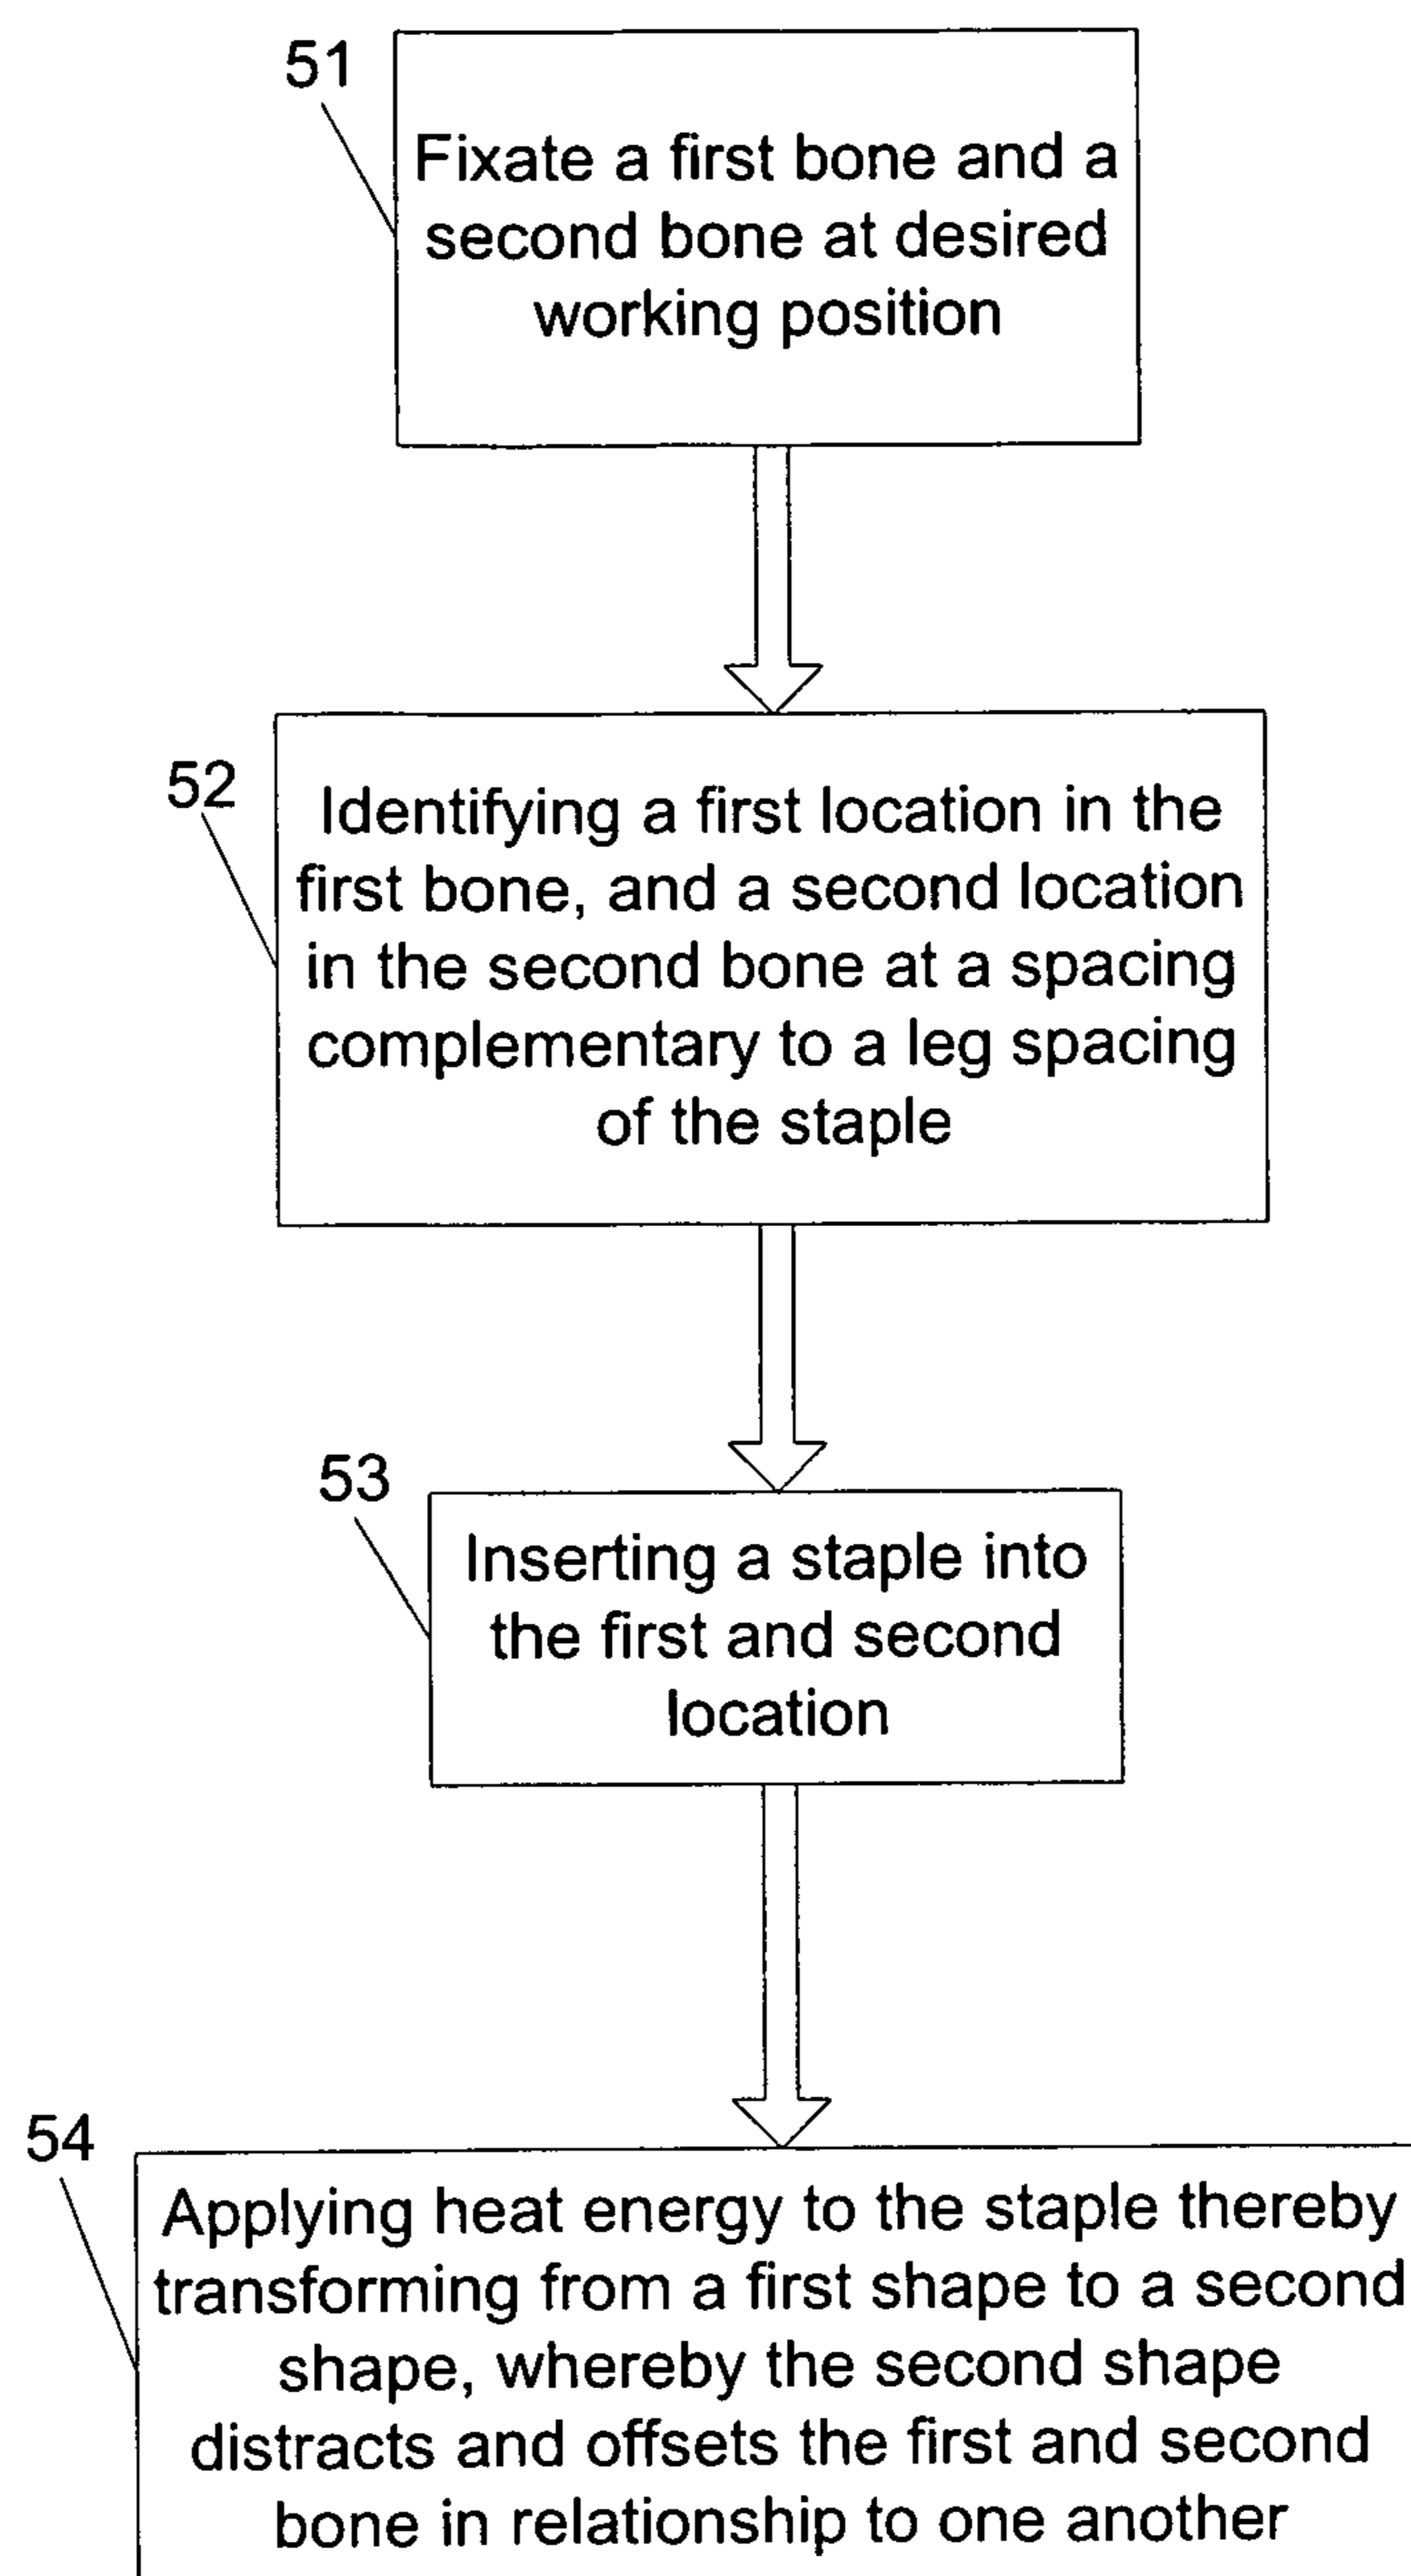 51
Fixate a first bone and a
second bone at desired
working position
52
Identifying a first location in the
first bone, and a second location
in the second bone at a spacing
complementary to a leg spacing
of the staple
53
Inserting a staple into
the first and second
location
54
Applying heat energy to the staple thereby
transforming from a first shape to a second
shape, whereby the second shape
distracts and offsets the first and second
bone in relationship to one another